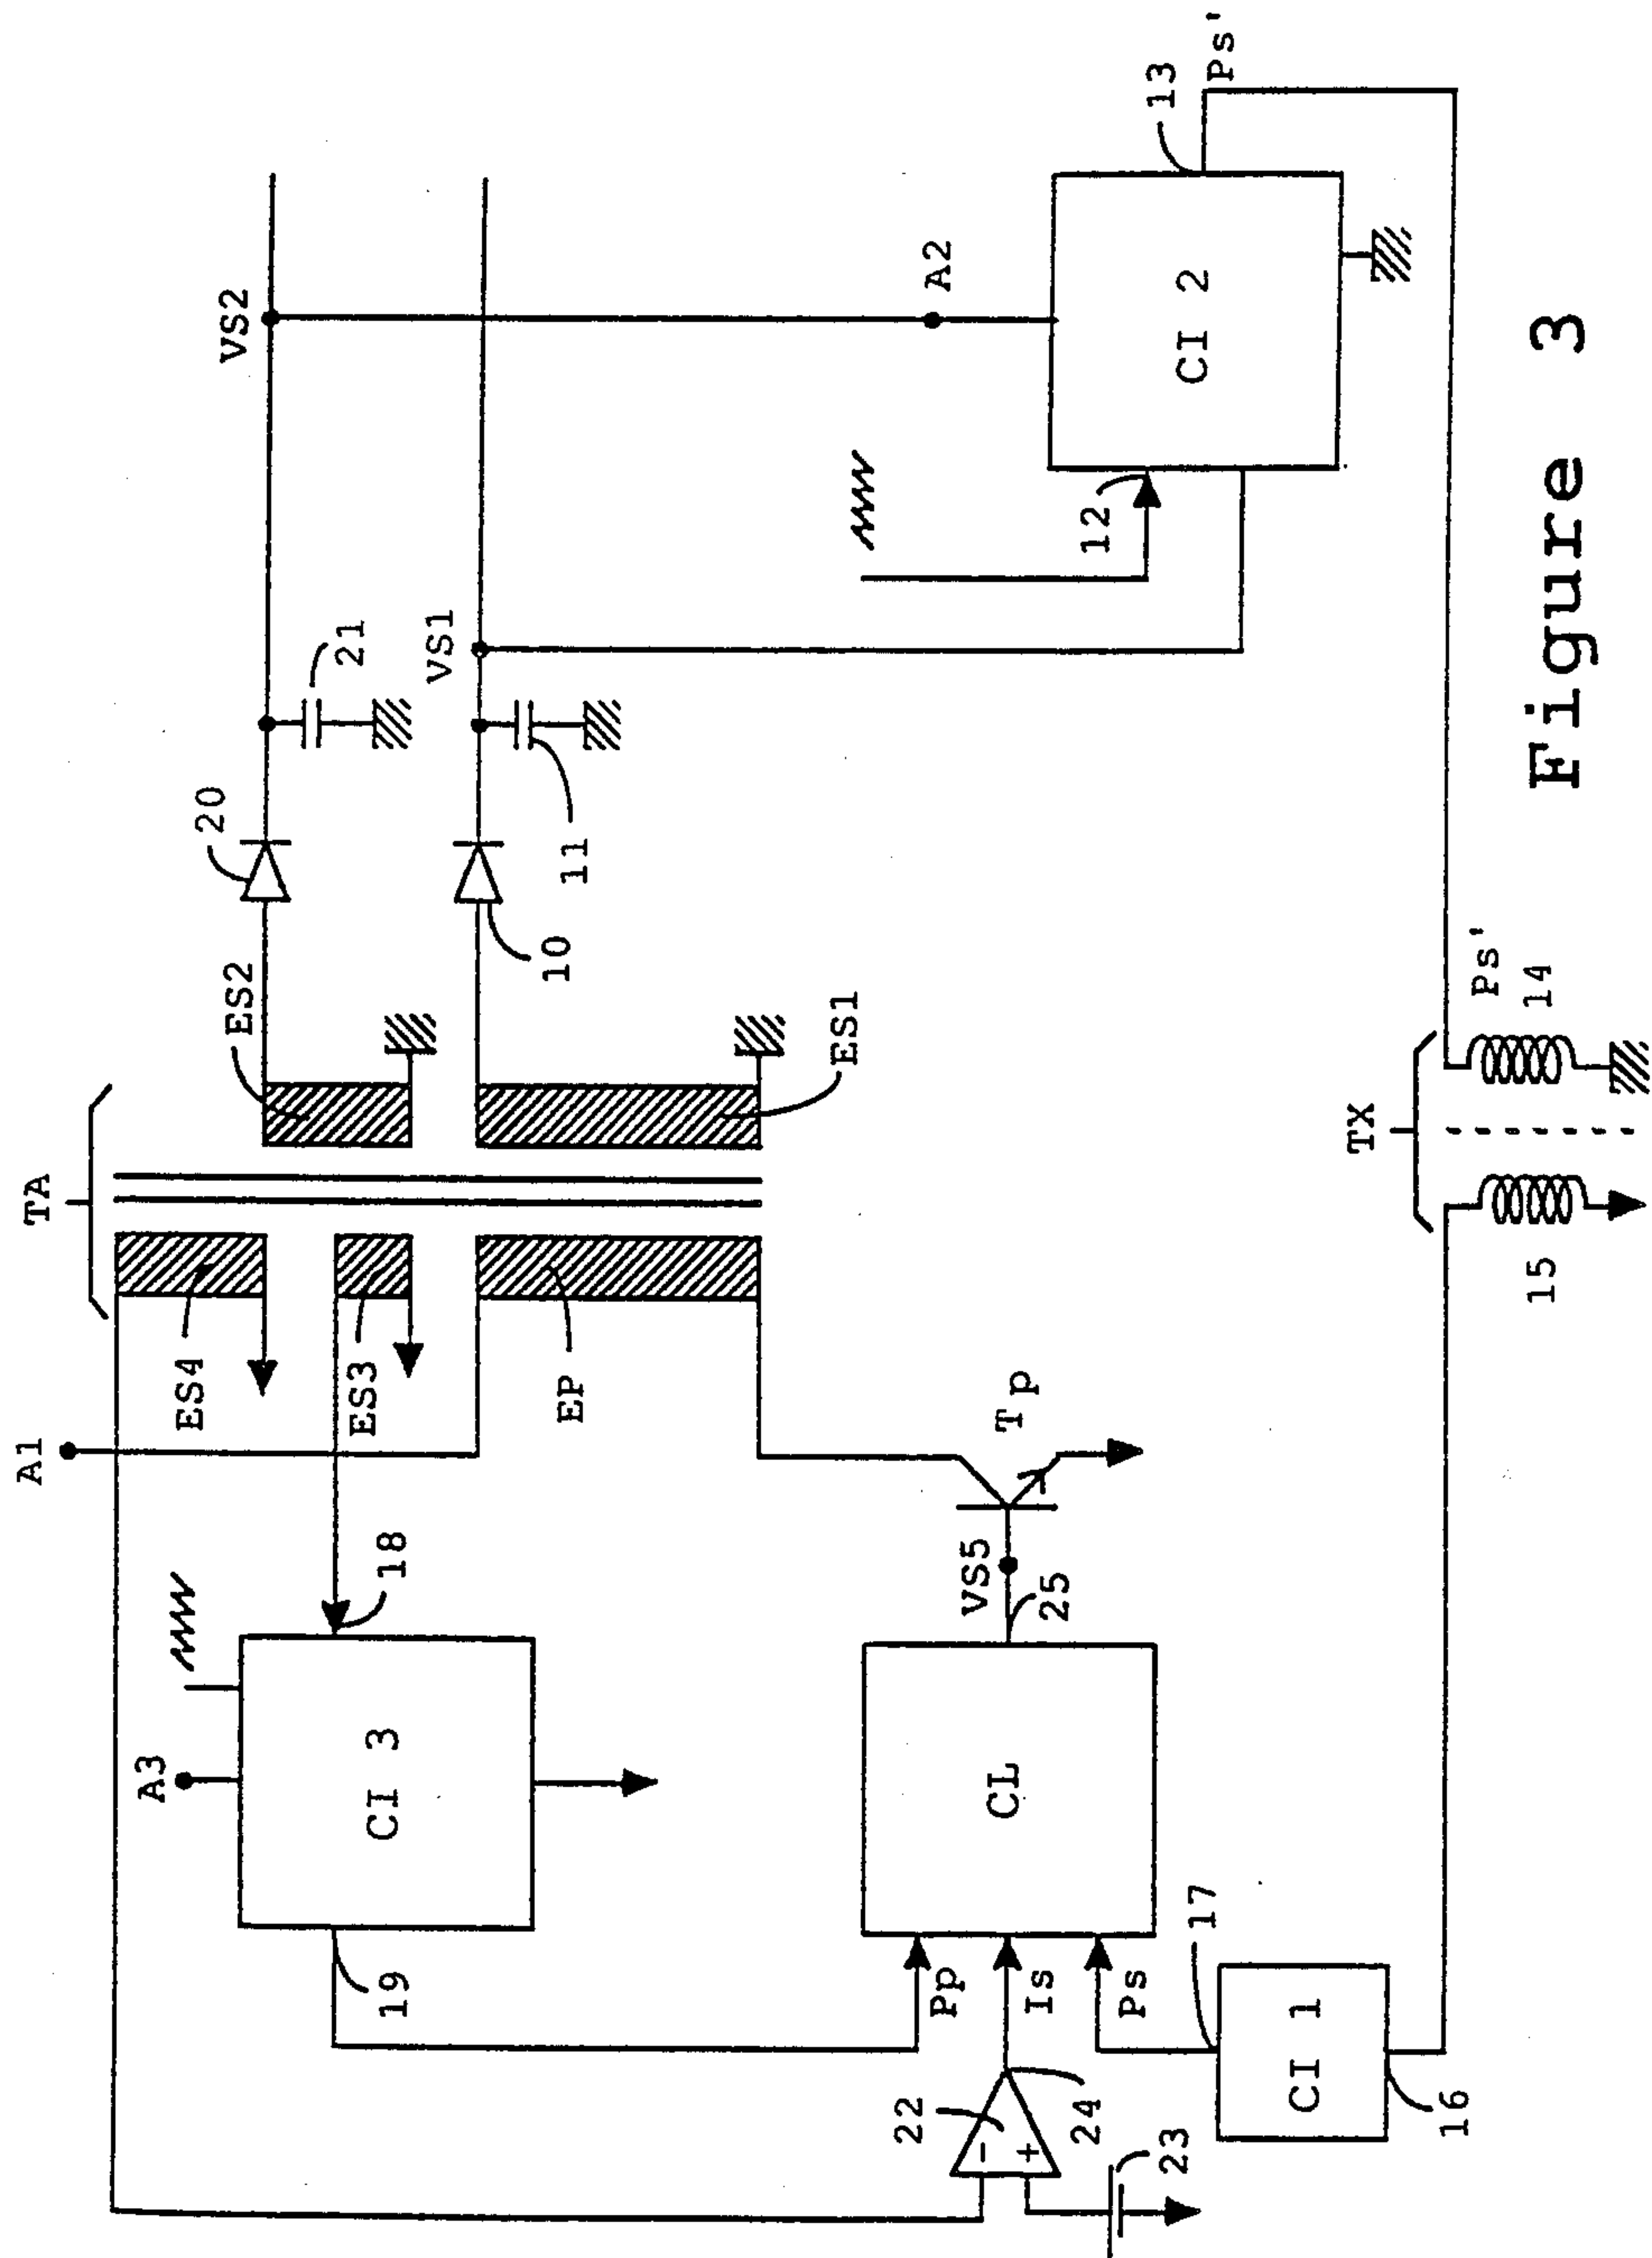 TA
A1
A3
CI 3
18
19
ES4
ES3
EP
ES2
ES1
20
21
VS2
10
11
VS1
Tp
VS5
25
CL
Pp
Is
Ps
22
-
+
24
23
17
CI 1
16
A2
12
CI 2
13
Ps'
TX
Ps'
14
15
Figure 3